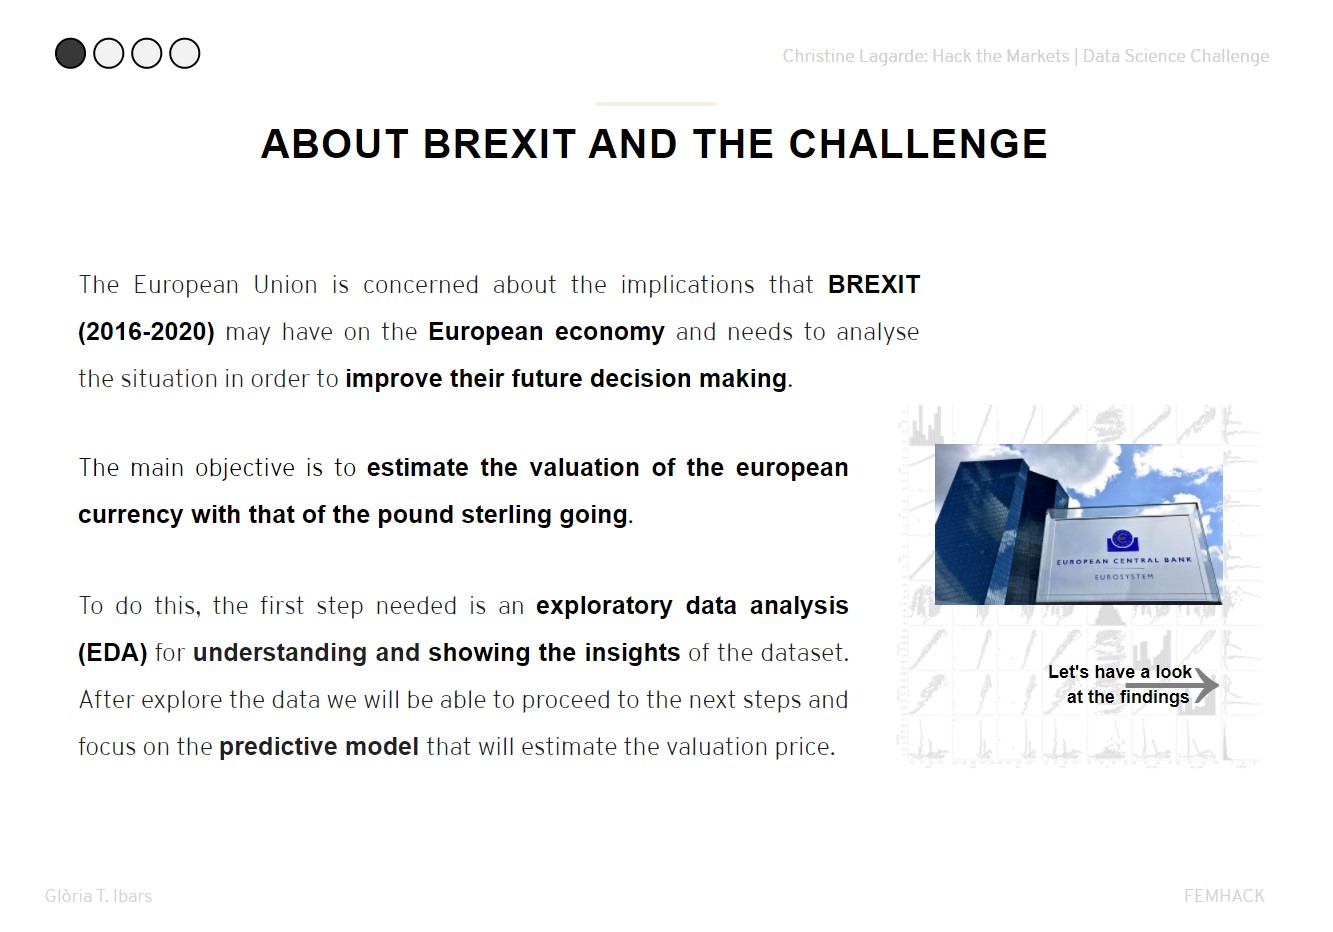 Christine Lagarde: Hack the Markets | Data Science Challenge
ABOUT BREXIT AND THE CHALLENGE
The European Union is concerned about the implications that BREXIT
(2016-2020) may have on the European economy and needs to analyse
the situation in order to improve their future decision making.
The main objective is to estimate the valuation of the european
currency with that of the pound sterling going.
To do this, the first step needed is an exploratory data analysis
(EDA) for understanding and showing the insights of the dataset.
After explore the data we will be able to proceed to the next steps and
focus on the predictive model that will estimate the valuation price.
EUROPEAN CENTRAL BANK
EUROSYSTEM
Let's have a look
at the findings
Glòria T. Ibars
FEMHACK